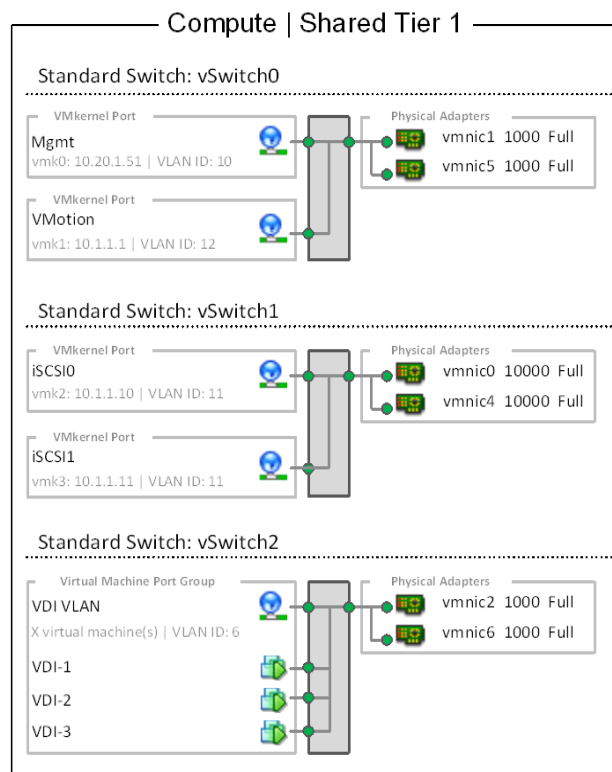 Compute | Shared Tier 1
Standard Switch: vSwitch0
VMkernel Port
Mgmt
vmk0: 10.20.1.51 | VLAN ID: 10
Physical Adapters
vmnic1 1000 Full
vmnic5 1000 Full
VMkernel Port
VMotion
vmk1: 10.1.1.1 | VLAN ID: 12
Standard Switch: vSwitch1
VMkernel Port
iSCSI0
vmk2: 10.1.1.10 | VLAN ID: 11
Physical Adapters
vmnic0 10000 Full
vmnic4 10000 Full
VMkernel Port
iSCSI1
vmk3: 10.1.1.11 | VLAN ID: 11
Standard Switch: vSwitch2
Virtual Machine Port Group
VDI VLAN
X virtual machine(s) | VLAN ID: 6
Physical Adapters
vmnic2 1000 Full
vmnic6 1000 Full
VDI-1
VDI-2
VDI-3